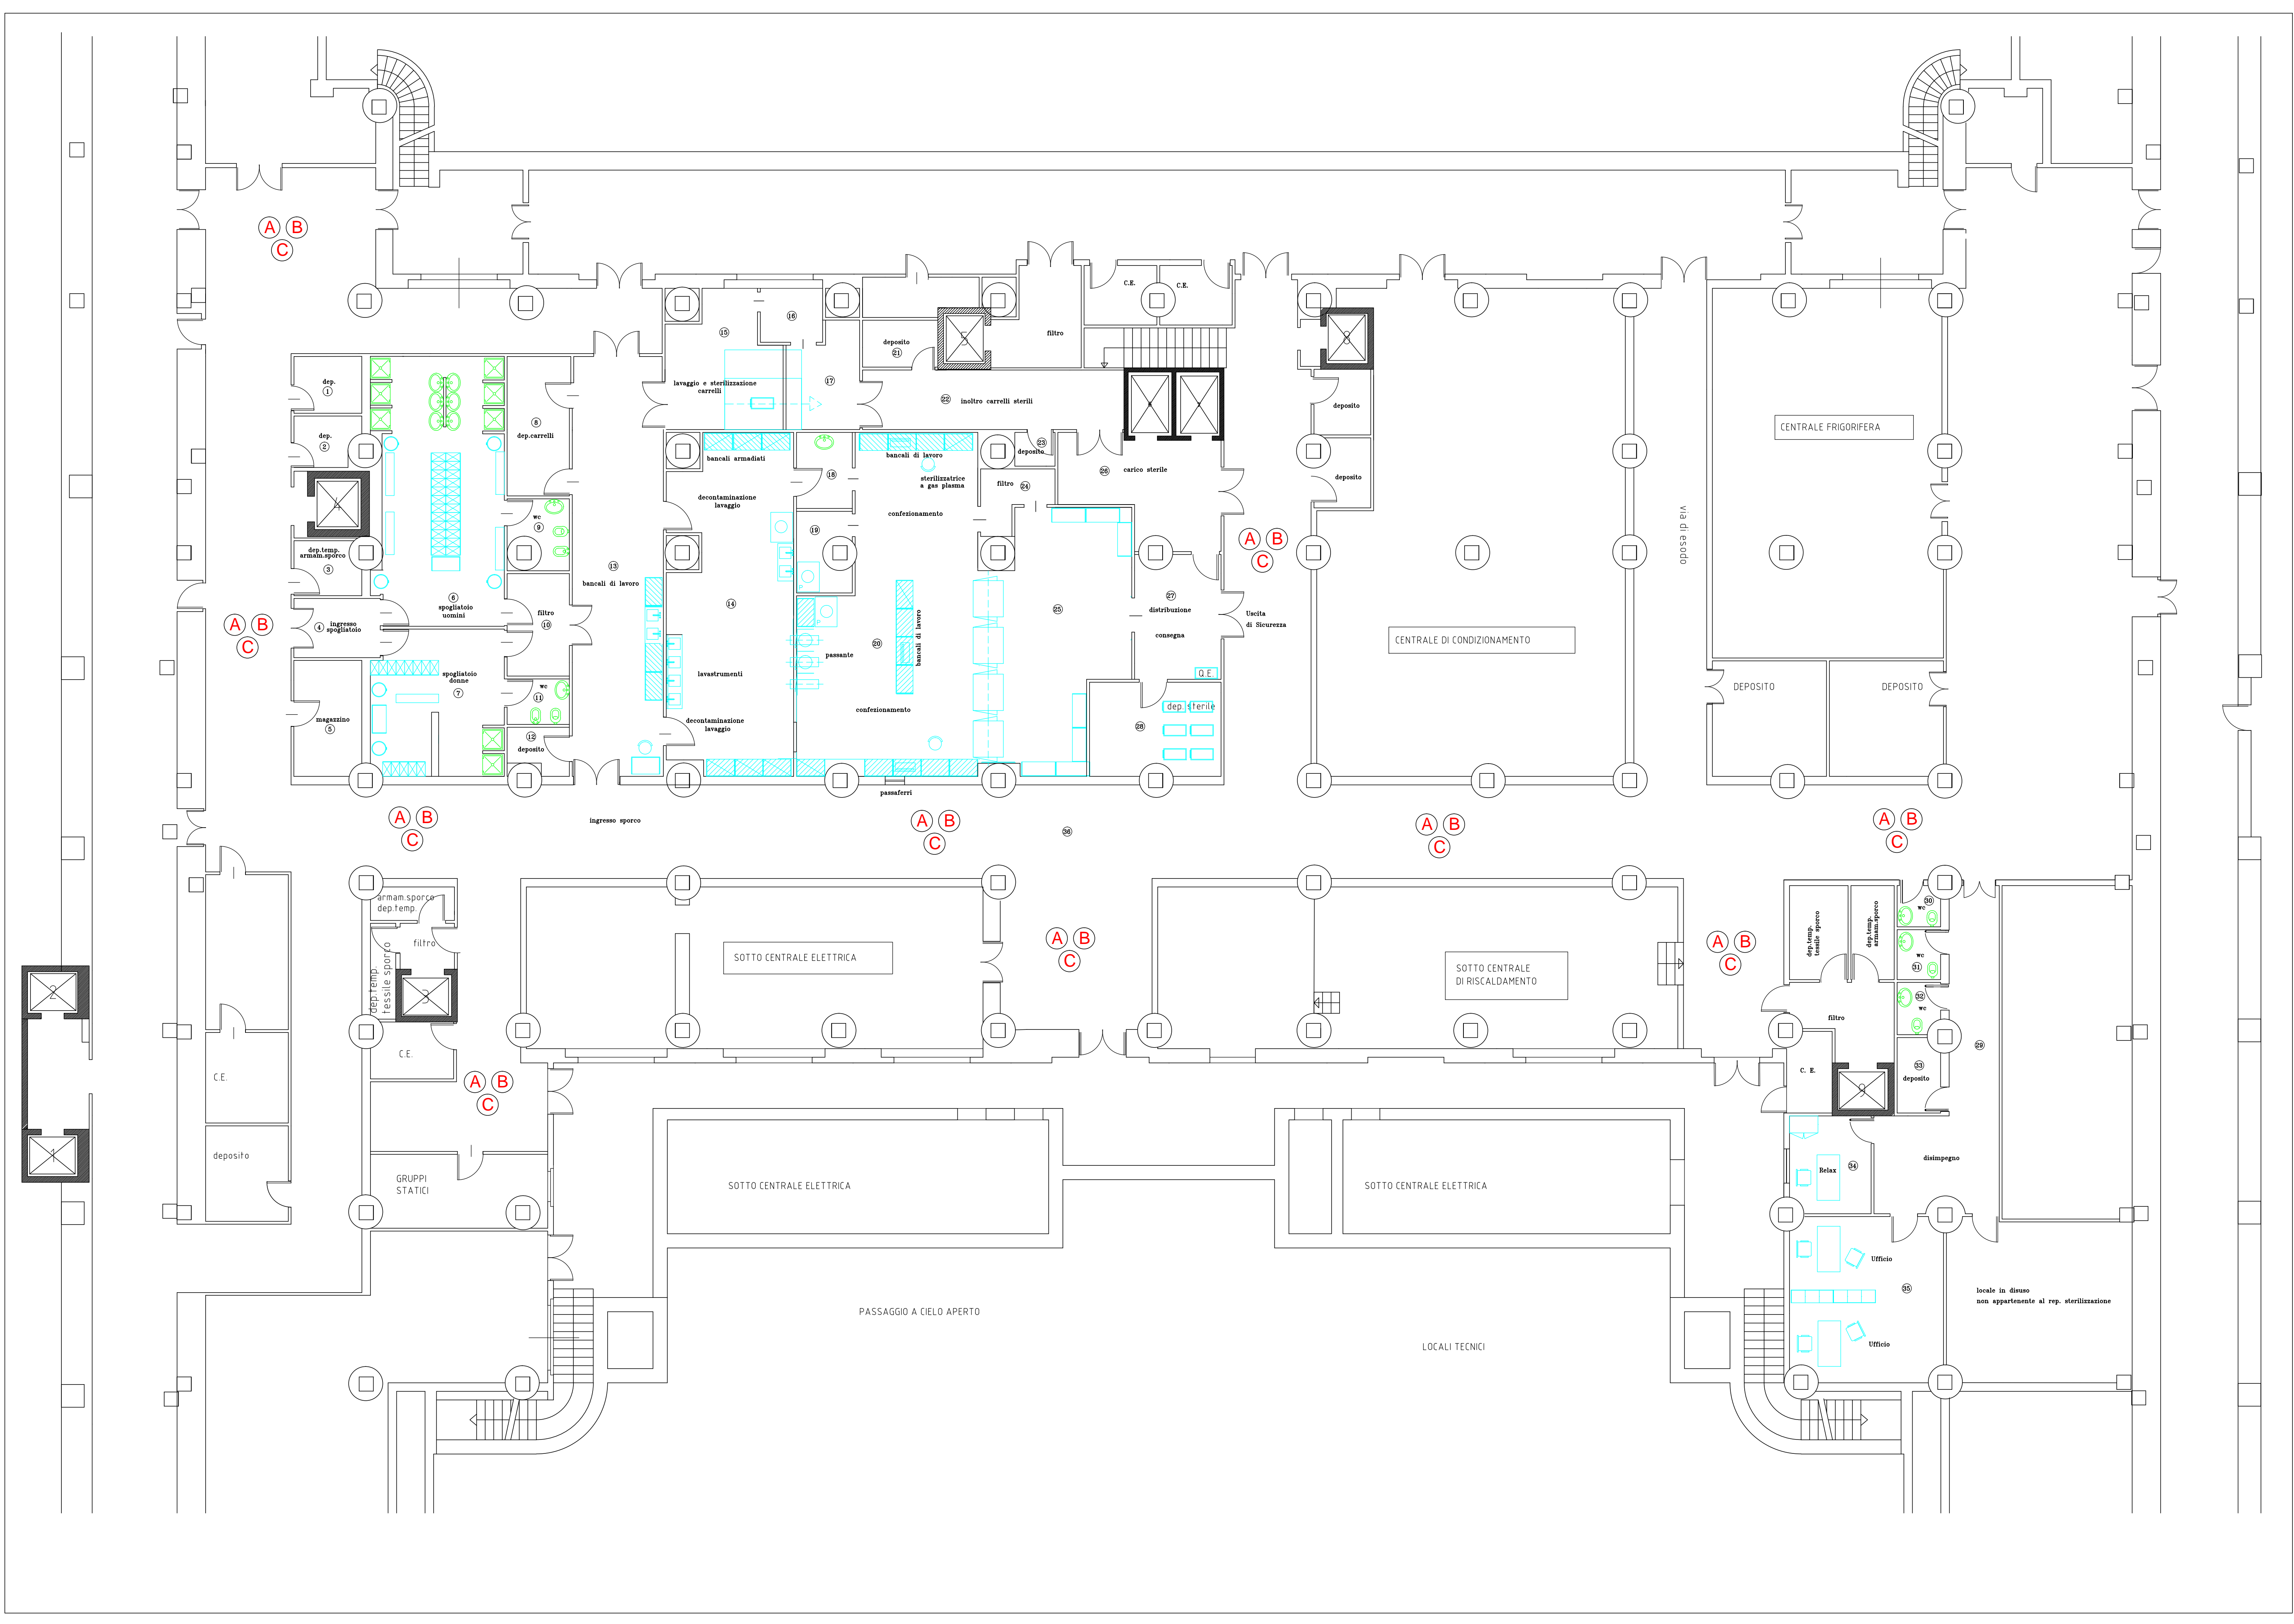 A B
C
C.E.
C.E.
filtro
15
16
5
8
deposito
21
lavaggio e sterilizzazione
carrelli
17
22 inoltro carrelli sterili
dep.
1
8
dep.carrelli
dep.
2
deposito
CENTRALE FRIGORIFERA
bancali armadiati
bancali di lavoro
23
deposito
18
sterilizzatrice
a gas plasma
filtro 24
26 carico sterile
deposito
4
decontaminazione
lavaggio
confezionamento
wc
9
19
via di esodo
dep.temp.
armam.sporco
3
A B
C
13
bancali di lavoro
6
spogliatoio
uomini
14
25
27
distribuzione
filtro
10
Uscita
di Sicurezza
A B
C
4 ingresso
spogliatoio
20
bancali di lavoro
passante
consegna
CENTRALE DI CONDIZIONAMENTO
spogliatoio
donne
7
lavastrumenti
Q.E.
wc
11
DEPOSITO
DEPOSITO
magazzino
5
confezionamento
dep. sterile
28
decontaminazione
lavaggio
12
deposito
passaferri
A B
C
ingresso sporco
A B
C
36
A B
C
A B
C
armam.sporco
dep.temp.
filtro
dep.temp.
tessile sporco
3
SOTTO CENTRALE ELETTRICA
A B
C
SOTTO CENTRALE
DI RISCALDAMENTO
A B
C
dep.temp.
tessile sporco
dep.temp.
armam.sporco
30
wc
wc
31
32
wc
filtro
29
2
C.E.
C.E.
A B
C
C. E.
9
33
deposito
1
deposito
GRUPPI
STATICI
SOTTO CENTRALE ELETTRICA
SOTTO CENTRALE ELETTRICA
Relax
34
disimpegno
Ufficio
35
locale in disuso
non appartenente al rep. sterilizzazione
PASSAGGIO A CIELO APERTO
LOCALI TECNICI
Ufficio